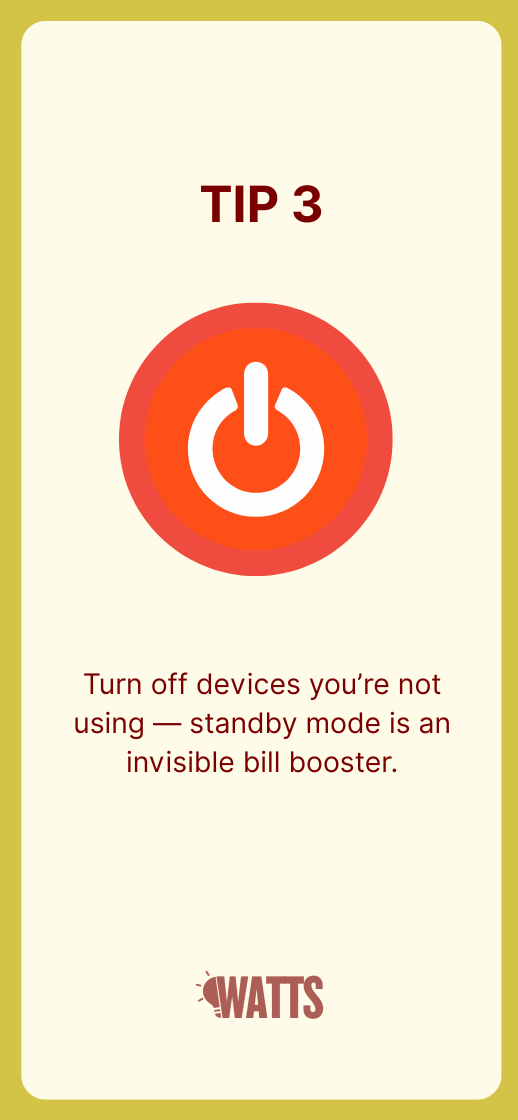 TIP 3
Turn off devices you’re not
using — standby mode is an
invisible bill booster.
WATTS